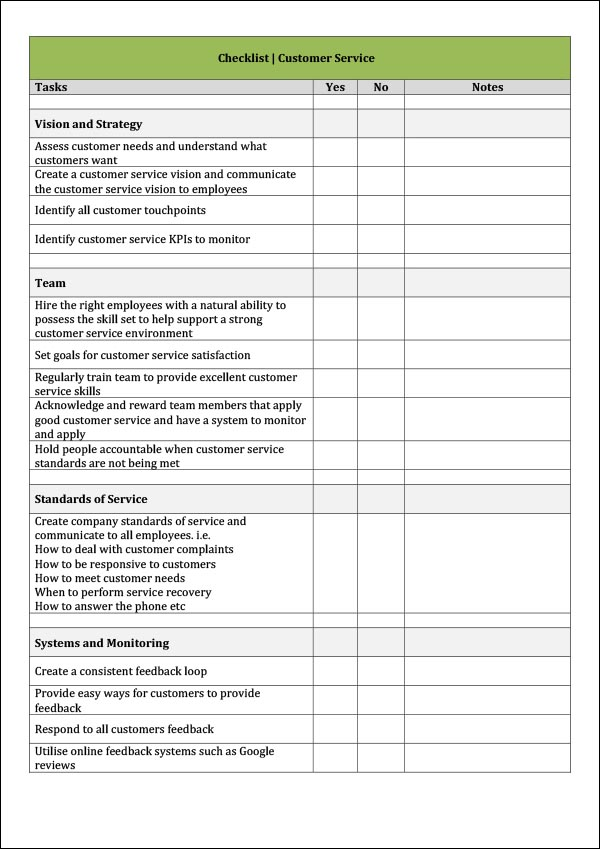 Checklist | Customer Service
Tasks Yes No Notes
Vision and Strategy
Assess customer needs and understand what
customers want
Create a customer service vision and communicate
the customer service vision to employees
Identify all customer touchpoints
Identify customer service KPIs to monitor
Team
Hire the right employees with a natural ability to
possess the skill set to help support a strong
customer service environment
Set goals for customer service satisfaction
Regularly train team to provide excellent customer
service skills
Acknowledge and reward team members that apply
good customer service and have a system to monitor
and apply
Hold people accountable when customer service
standards are not being met
Standards of Service
Create company standards of service and
communicate to all employees. i.e.
How to deal with customer complaints
How to be responsive to customers
How to meet customer needs
When to perform service recovery
How to answer the phone etc
Systems and Monitoring
Create a consistent feedback loop
Provide easy ways for customers to provide
feedback
Respond to all customers feedback
Utilise online feedback systems such as Google
reviews